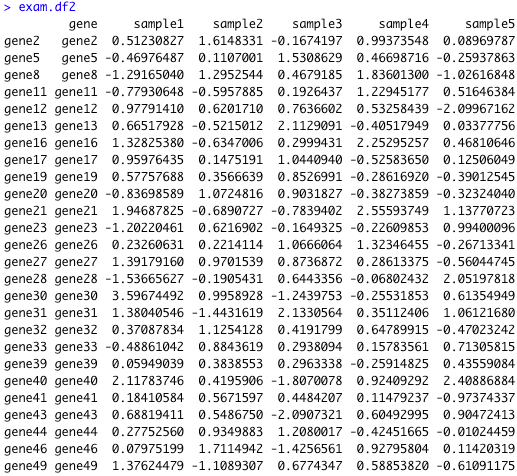 > exam.df2
gene sample1 sample2 sample3 sample4 sample5
gene2 gene2 0.51230827 1.6148331 -0.1674197 0.99373548 0.08969787
gene5 gene5 -0.46976487 0.1107001 1.5308629 0.46698716 -0.25937863
gene8 gene8 -1.29165040 1.2952544 0.4679185 1.83601300 -1.02616848
gene11 gene11 -0.77930648 -0.5957885 0.1926437 1.22945177 0.51646384
gene12 gene12 0.97791410 0.6201710 0.7636602 0.53258439 -2.09967162
gene13 gene13 0.66517928 -0.5215012 2.1129091 -0.40517949 0.03377756
gene16 gene16 1.32825380 -0.6347006 0.2999431 2.25295257 0.46810646
gene17 gene17 0.95976435 0.1475191 1.0440940 -0.52583650 0.12506049
gene19 gene19 0.57757688 0.3566639 0.8526991 -0.28616920 -0.39012545
gene20 gene20 -0.83698589 1.0724816 0.9031827 -0.38273859 -0.32324040
gene21 gene21 1.94687825 -0.6890727 -0.7839402 2.55593749 1.13770723
gene23 gene23 -1.20220461 0.6216902 -0.1649325 -0.22609853 0.99400096
gene26 gene26 0.23260631 0.2214114 1.0666064 1.32346455 -0.26713341
gene27 gene27 1.39179160 0.9701539 0.8736872 0.28613375 -0.56044745
gene28 gene28 -1.53665627 -0.1905431 0.6443356 -0.06802432 2.05197818
gene30 gene30 3.59674492 0.9958928 -1.2439753 -0.25531853 0.61354949
gene31 gene31 1.38040546 -1.4431619 2.1330564 0.35112406 1.06121680
gene32 gene32 0.37087834 1.1254128 0.4191799 0.64789915 -0.47023242
gene33 gene33 -0.48861042 0.8843619 0.2938094 0.15783561 0.71305815
gene39 gene39 0.05949039 0.3838553 0.2963338 -0.25914825 0.43559084
gene40 gene40 2.11783746 0.4195906 -1.8070078 0.92409292 2.40886884
gene41 gene41 0.18410584 0.5671597 0.4484207 0.11479237 -0.97374337
gene43 gene43 0.68819411 0.5486750 -2.0907321 0.60492995 0.90472413
gene44 gene44 0.27752560 0.9349883 1.2080017 -0.42451665 -0.01024459
gene46 gene46 0.07975199 1.7114942 -1.4256561 0.92795804 0.11420319
gene49 gene49 1.37624479 -1.1089307 0.6774347 0.58853820 -0.61091175